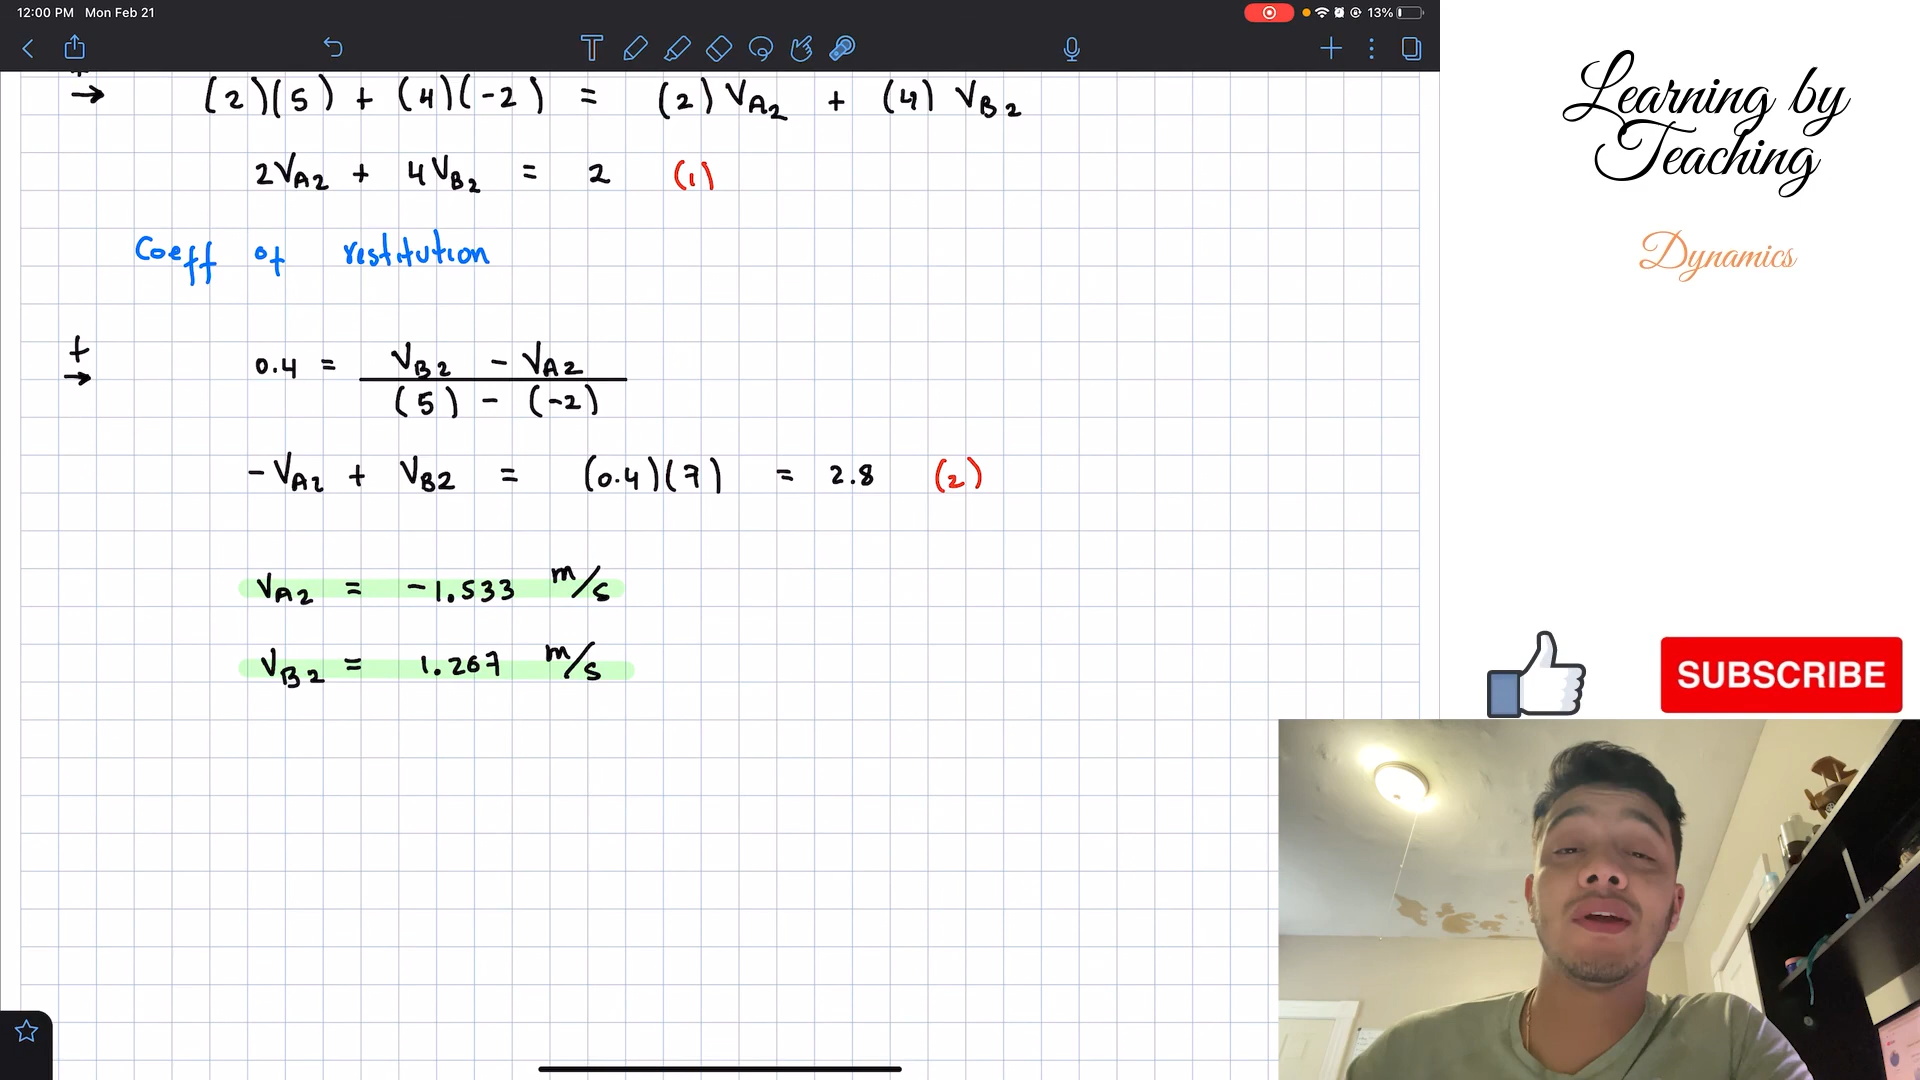 12:00 PM Mon Feb 21 13%
T
→ (2)(5) + (4)(-2) = (2) VA2 + (4) VB2
2VA2 + 4VB2 = 2 (1)
Coeff of restitution
+
→ 0.4 = VB2 - VA2
(5) - (-2)
-VA2 + VB2 = (0.4)(7) = 2.8 (2)
VA2 = -1.533 m/s
VB2 = 1.267 m/s
Learning by
Teaching
Dynamics
SUBSCRIBE